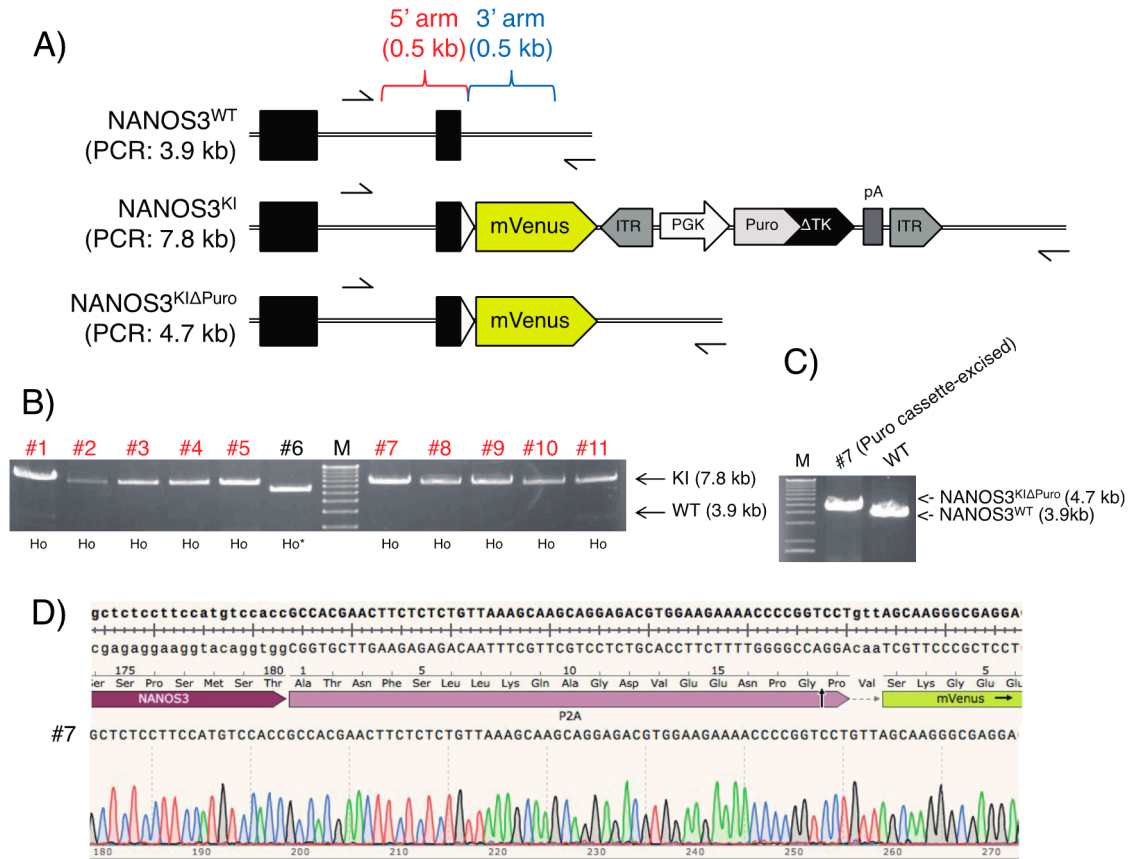 A)
5’ arm
(0.5 kb)
3’ arm
(0.5 kb)
NANOS3WT
(PCR: 3.9 kb)
NANOS3KI
(PCR: 7.8 kb)
mVenus
ITR
PGK
Puro
ΔTK
pA
ITR
NANOS3KIΔPuro
(PCR: 4.7 kb)
mVenus
B)
#1 #2 #3 #4 #5 #6 M #7 #8 #9 #10 #11
KI (7.8 kb)
WT (3.9 kb)
Ho Ho Ho Ho Ho Ho* Ho Ho Ho Ho Ho
C)
M #7 (Puro cassette-excised) WT
<- NANOS3KIΔPuro (4.7 kb)
<- NANOS3WT (3.9kb)
D)
gctctccttccatgtccaccGCCACGAACTTCTCTCTGTTAAAGCAAGCAGGAGACGTGGAAGAAAACCCCGGTCCTgttAGCAAGGGCGAGGAG
cgagaggaaggtacaggtggCGGTGCTTGAAGAGAGACAATTTCGTTCGTCCTCTGCACCTTCTTTTGGGGCCAGGAcaaTCGTTCCCGCTCCT
175 180 1 5 10 15 5
Ser Ser Pro Ser Met Ser Thr Ala Thr Asn Phe Ser Leu Leu Lys Gln Ala Gly Asp Val Glu Glu Asn Pro Gly Pro Val Ser Lys Gly Glu Glu
NANOS3
mVenus
P2A
#7
GCTCTCCTTCCATGTCCACCGCCACGAACTTCTCTCTGTTAAAGCAAGCAGGAGACGTGGAAGAAAACCCCGGTCCTGTTAGCAAGGGCGAGGAG
180 190 200 210 220 230 240 250 260 270